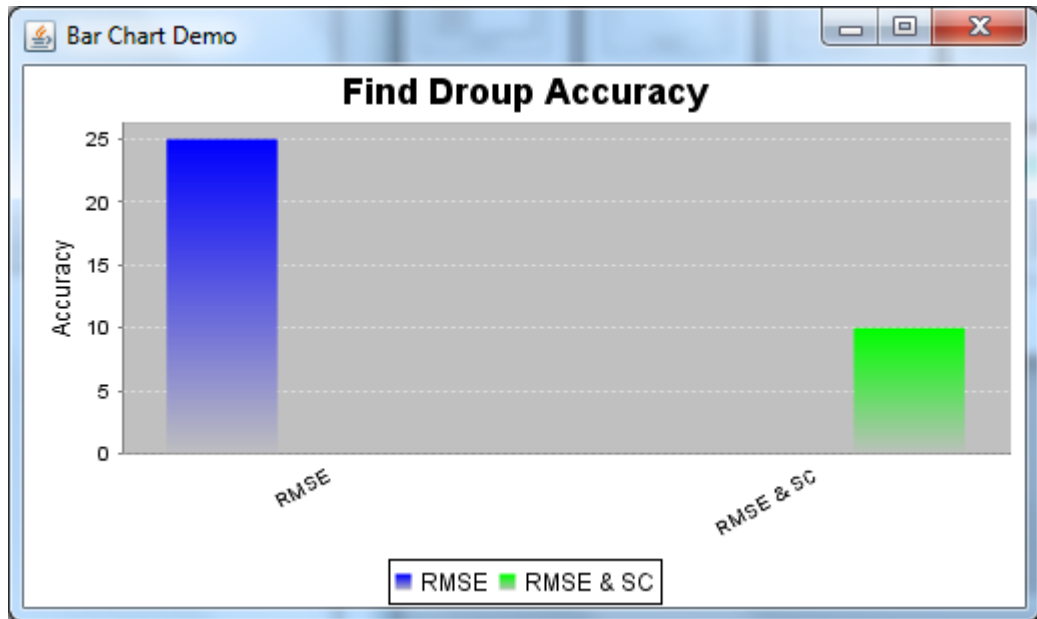 Bar Chart Demo
Find Droup Accuracy
Accuracy
25
20
15
10
5
0
RMSE
RMSE & SC
RMSE
RMSE & SC